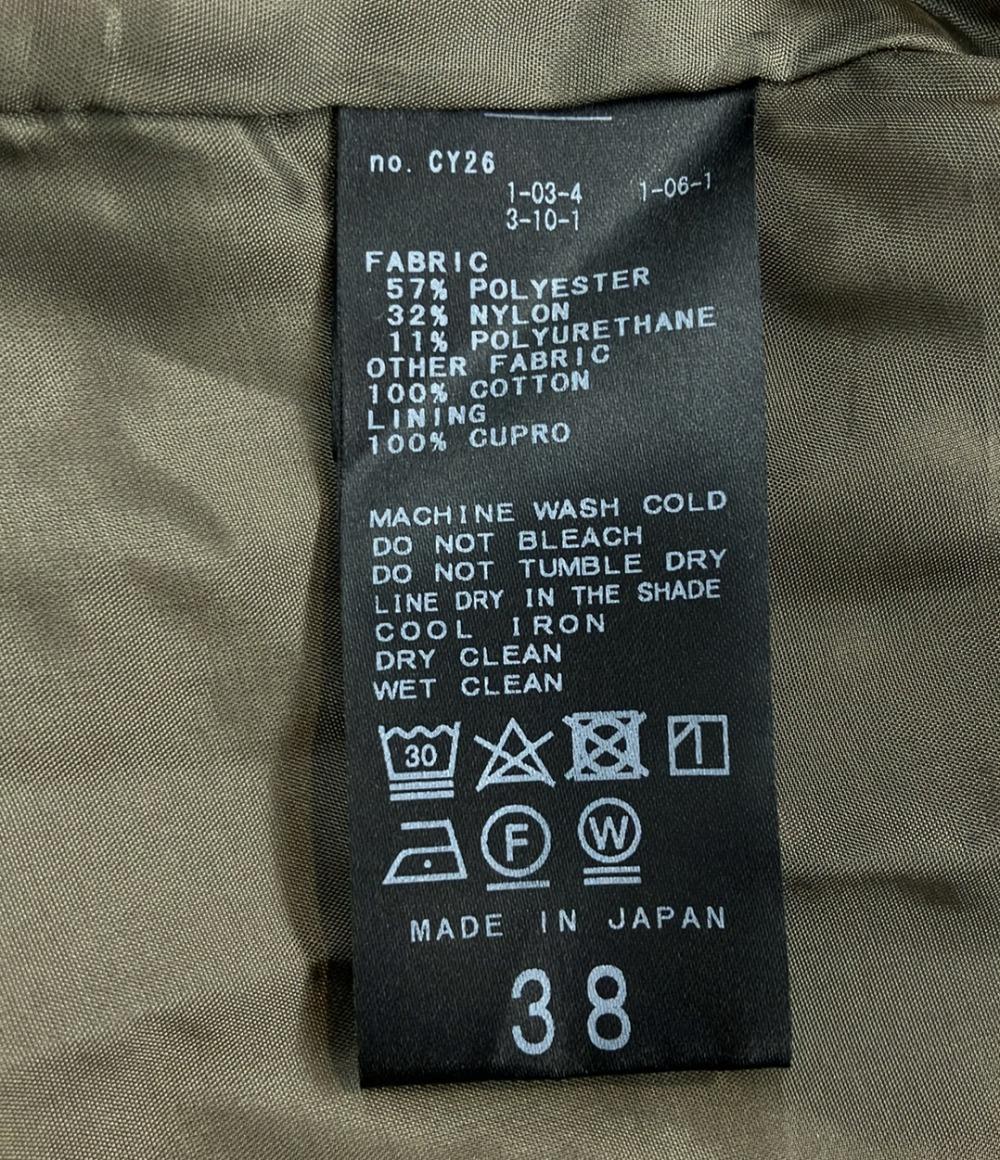 no. CY26
1-03-4 1-06-1
3-10-1
FABRIC
57% POLYESTER
32% NYLON
11% POLYURETHANE
OTHER FABRIC
100% COTTON
LINING
100% CUPRO
MACHINE WASH COLD
DO NOT BLEACH
DO NOT TUMBLE DRY
LINE DRY IN THE SHADE
COOL IRON
DRY CLEAN
WET CLEAN
30
F W
MADE IN JAPAN
38